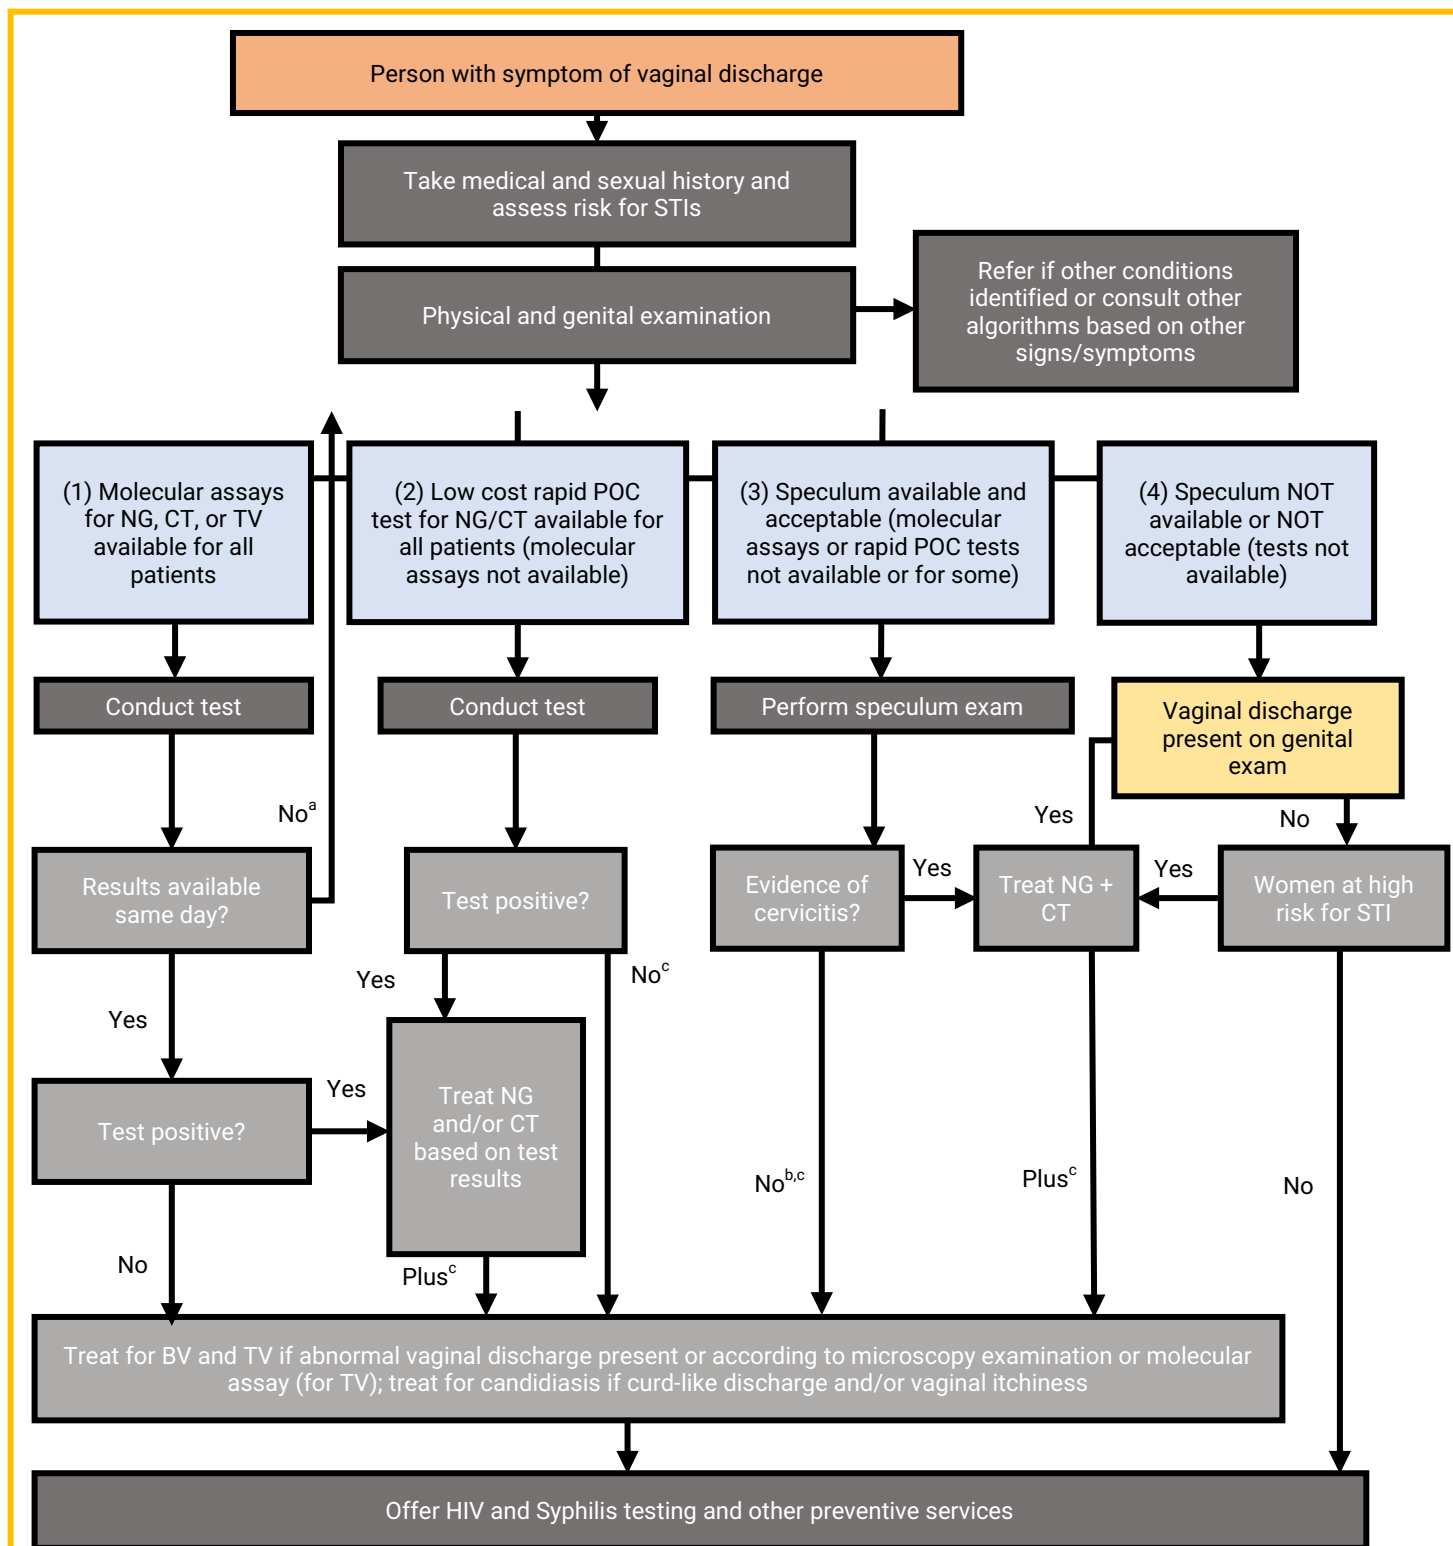 Person with symptom of vaginal discharge
Take medical and sexual history and
assess risk for STIs
Physical and genital examination
Refer if other conditions
identified or consult other
algorithms based on other
signs/symptoms
(1) Molecular assays
for NG, CT, or TV
available for all
patients
(2) Low cost rapid POC
test for NG/CT available for
all patients (molecular
assays not available)
(3) Speculum available and
acceptable (molecular
assays or rapid POC tests
not available or for some)
(4) Speculum NOT
available or NOT
acceptable (tests not
available)
Conduct test
Conduct test
Perform speculum exam
Vaginal discharge
present on genital
exam
Noᵃ
Yes
No
Results available
same day?
Test positive?
Evidence of
cervicitis?
Yes
Treat NG +
CT
Yes
Women at high
risk for STI
Yes
Yes
Noᶜ
Test positive?
Yes
Treat NG
and/or CT
based on test
results
Noᵇ,ᶜ
Plusᶜ
No
No
Plusᶜ
Treat for BV and TV if abnormal vaginal discharge present or according to microscopy examination or molecular
assay (for TV); treat for candidiasis if curd-like discharge and/or vaginal itchiness
Offer HIV and Syphilis testing and other preventive services